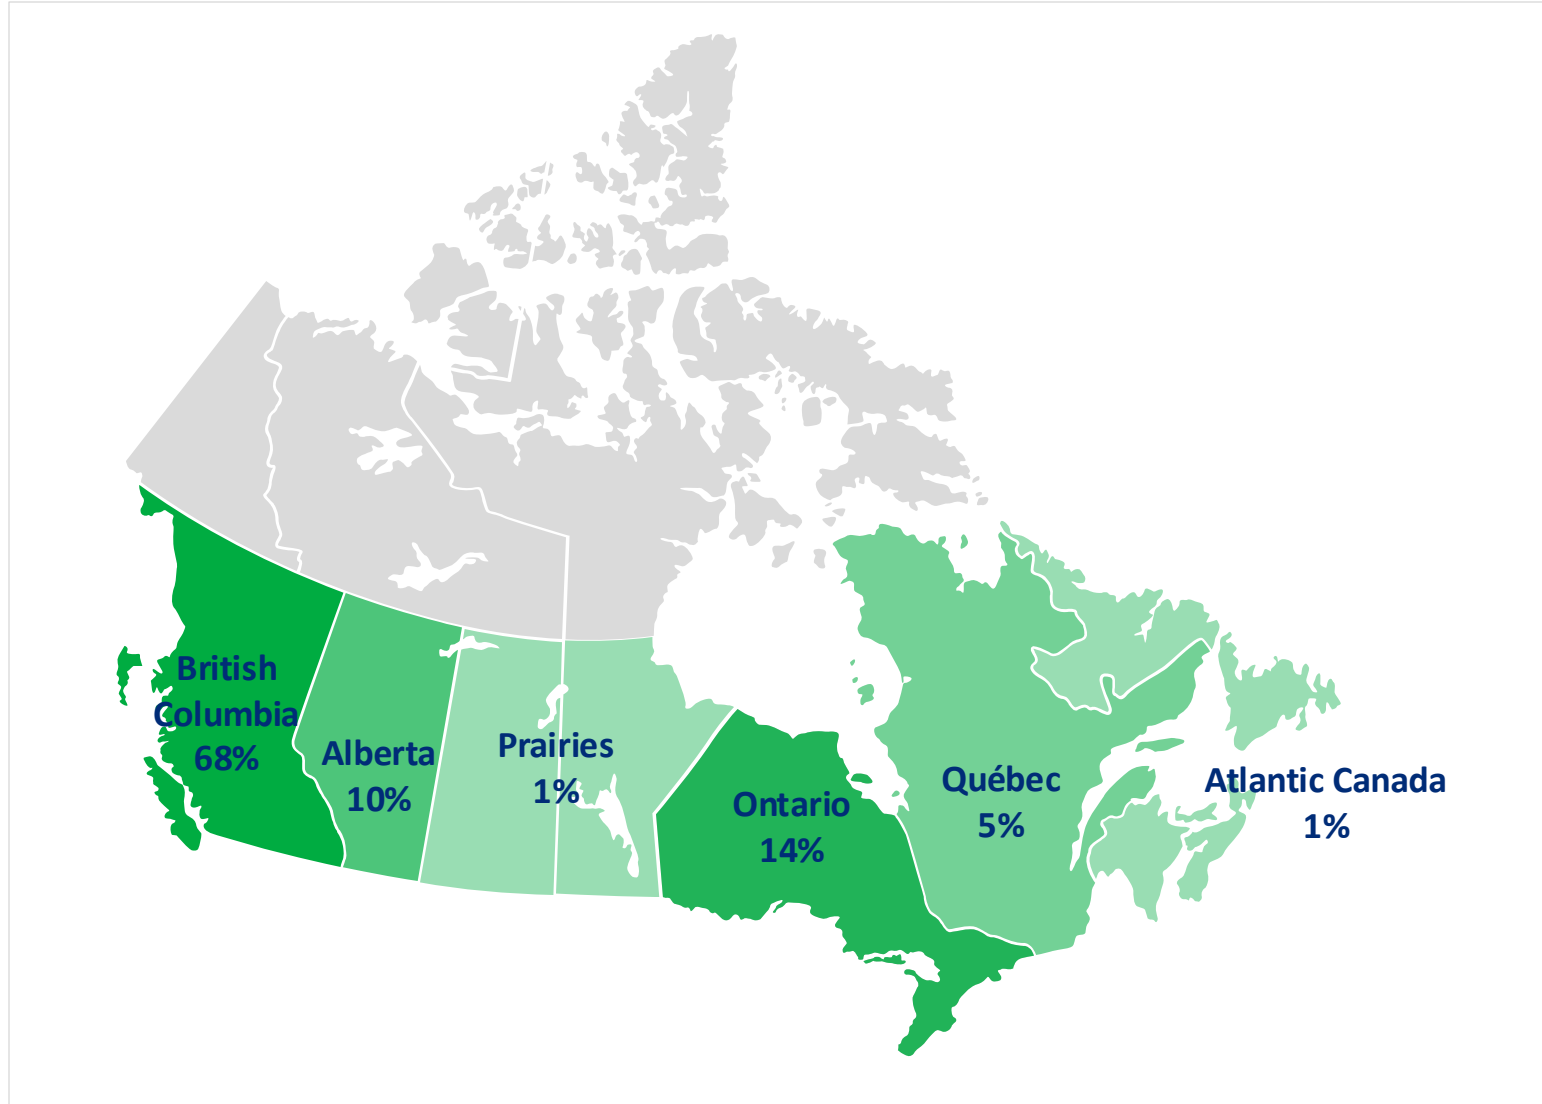 British
Columbia
68%
Alberta
10%
Prairies
1%
Ontario
14%
Québec
5%
Atlantic Canada
1%